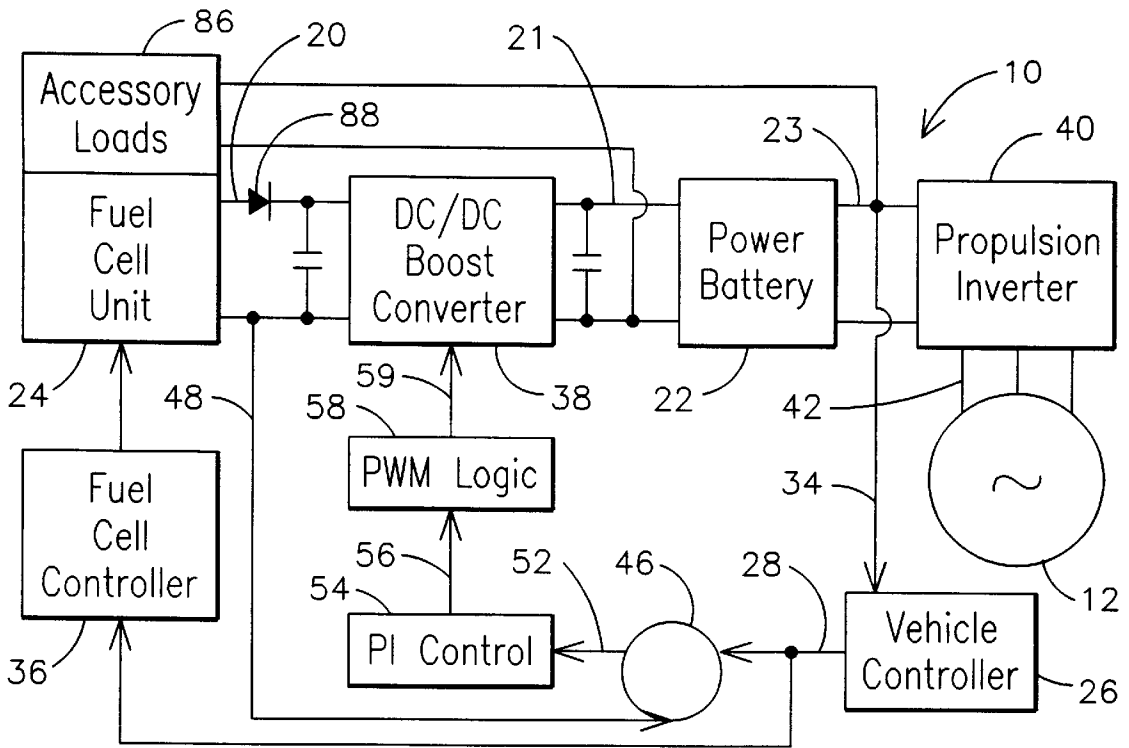 86
20
21
10
Accessory
Loads
88
23
40
Fuel
Cell
Unit
DC/DC
Boost
Converter
Power
Battery
Propulsion
Inverter
24
48
59
38
22
42
58
Fuel
Cell
Controller
PWM Logic
34
~
56
54
52
46
28
12
36
PI Control
Vehicle
Controller
26